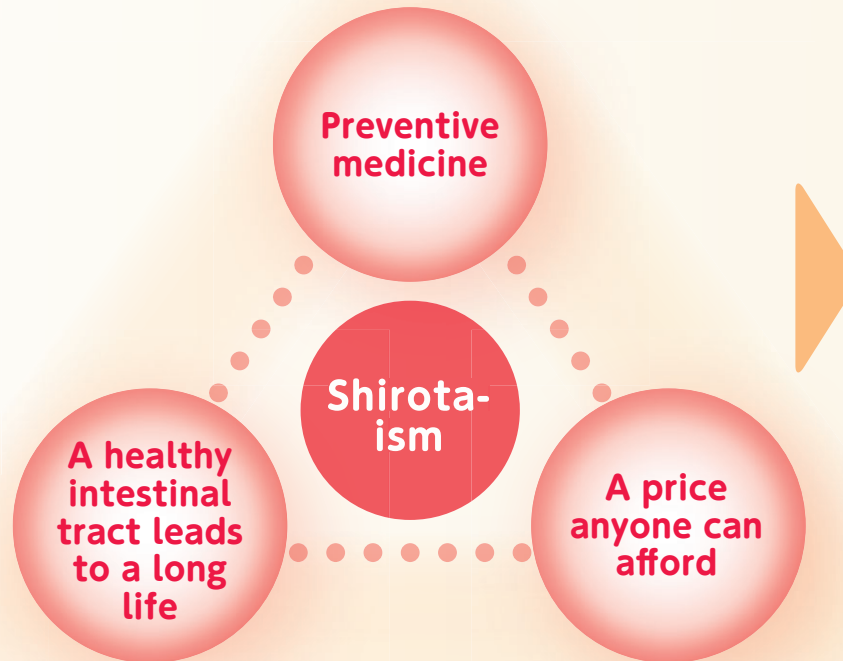 Preventive
medicine
Shirota-
ism
A healthy
intestinal
tract leads
to a long
life
A price
anyone can
afford